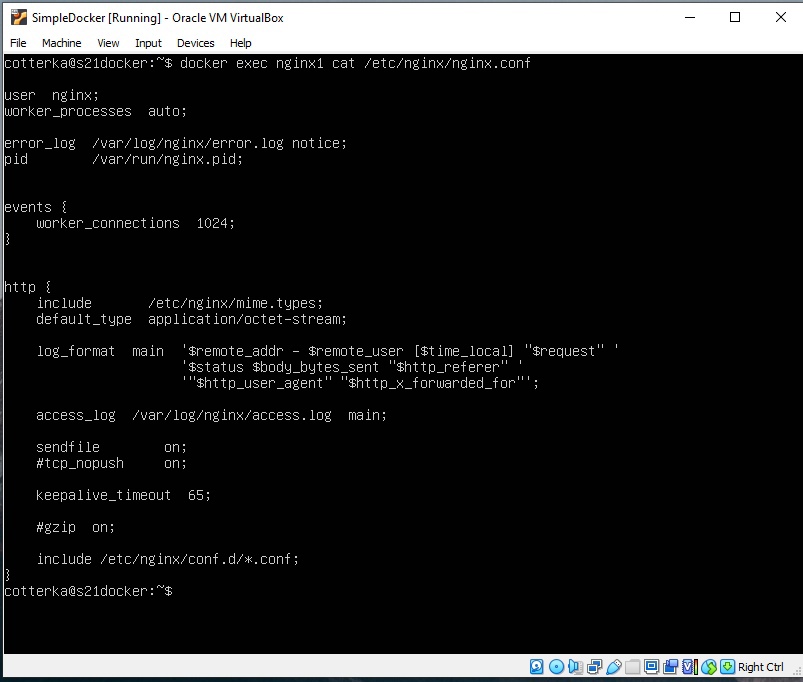 SimpleDocker [Running] - Oracle VM VirtualBox
File Machine View Input Devices Help
cotterka@s21docker:~$ docker exec nginx1 cat /etc/nginx/nginx.conf
user  nginx;
worker_processes  auto;
error_log  /var/log/nginx/error.log notice;
pid        /var/run/nginx.pid;
events {
    worker_connections  1024;
}
http {
    include       /etc/nginx/mime.types;
    default_type  application/octet-stream;
    log_format  main  '$remote_addr - $remote_user [$time_local] "$request" '
                      '$status $body_bytes_sent "$http_referer" '
                      '"$http_user_agent" "$http_x_forwarded_for"';
    access_log  /var/log/nginx/access.log  main;
    sendfile        on;
    #tcp_nopush     on;
    keepalive_timeout  65;
    #gzip  on;
    include /etc/nginx/conf.d/*.conf;
}
cotterka@s21docker:~$
Right Ctrl